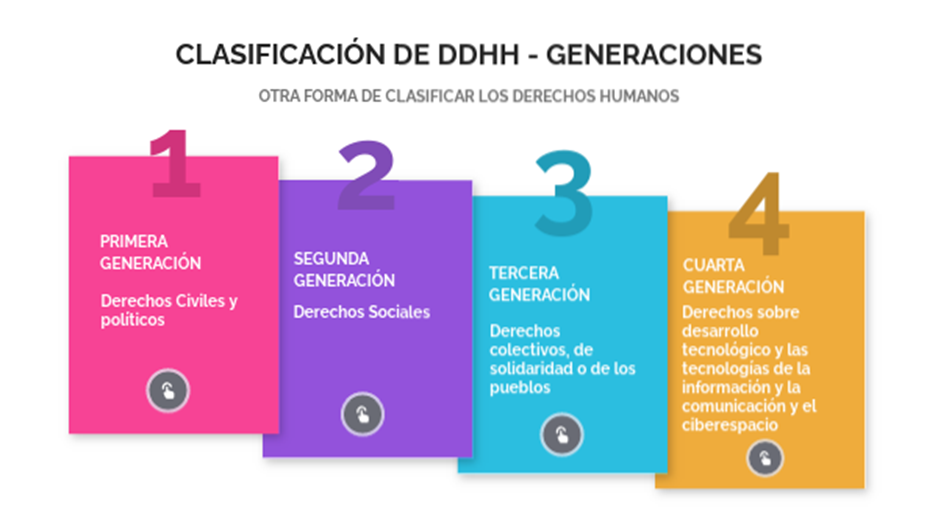 CLASIFICACIÓN DE DDHH - GENERACIONES
OTRA FORMA DE CLASIFICAR LOS DERECHOS HUMANOS
1
PRIMERA
GENERACIÓN
Derechos Civiles y
políticos
2
SEGUNDA
GENERACIÓN
Derechos Sociales
3
TERCERA
GENERACIÓN
Derechos
colectivos, de
solidaridad o de los
pueblos
4
CUARTA
GENERACIÓN
Derechos sobre
desarrollo
tecnológico y las
tecnologías de la
información y la
comunicación y el
ciberespacio